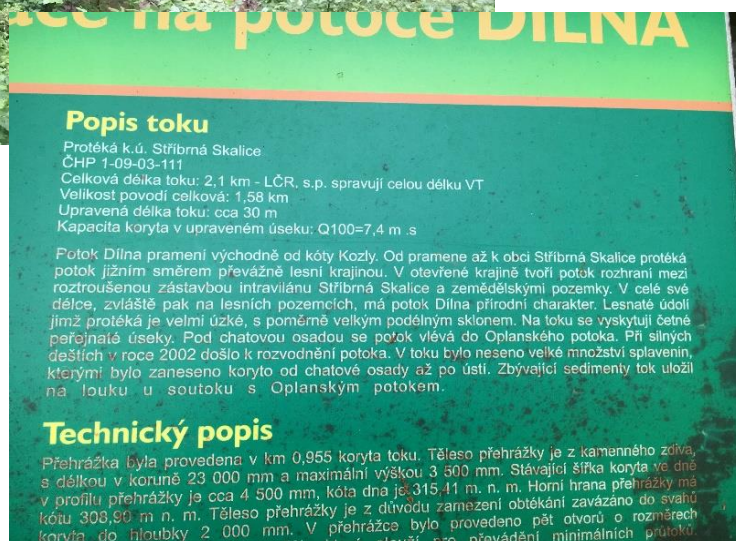 na potoce DÍLNA
Popis toku
Protéká k.ú. Stříbrná Skalice
ČHP 1-09-03-111
Celková délka toku: 2,1 km - LČR, s.p. spravují celou délku VT
Velikost povodí celková: 1,58 km
Upravená délka toku: cca 30 m
Kapacita koryta v upraveném úseku: Q100=7,4 m .s
Potok Dílna pramení východně od kóty Kozly. Od pramene až k obci Stříbrná Skalice protéká
potok jižním směrem převážně lesní krajinou. V otevřené krajině tvoří potok rozhraní mezi
roztroušenou zástavbou intravilánu Stříbrná Skalice a zemědělskými pozemky. V celé své
délce, zvláště pak na lesních pozemcích, má potok Dílna přírodní charakter. Lesnaté údolí
jímž protéká je velmi úzké, s poměrně velkým podélným sklonem. Na toku se vyskytují četné
peřejnaté úseky. Pod chatovou osadou se potok vlévá do Oplanského potoka. Při silných
deštích v roce 2002 došlo k rozvodnění potoka. V toku bylo neseno velké množství splavenin,
kterými bylo zaneseno koryto od chatové osady až po ústí. Zbývající sedimenty tok uložil
na louku u soutoku s Oplanským potokem.
Technický popis
Přehrážka byla provedena v km 0,955 koryta toku. Těleso přehrážky je z kamenného zdiva,
s délkou v koruně 23 000 mm a maximální výškou 3 500 mm. Stávající šířka koryta ve dně
v profilu přehrážky je cca 4 500 mm, kóta dna je 315,41 m. n. m. Horní hrana přehrážky má
kótu 308,90 m n. m. Těleso přehrážky je z důvodu zamezení obtékání zavázáno do svahů
koryta do hloubky 2 000 mm. V přehrážce bylo provedeno pět otvorů o rozměrech
slouží pro převádění minimálních průtoků